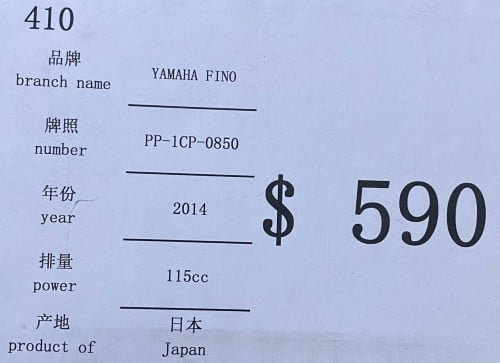 410
品牌
branch name
YAMAHA FINO
牌照
number
PP-1CP-0850
年份
year
2014
$ 590
排量
power
115cc
产地
product of
日本
Japan